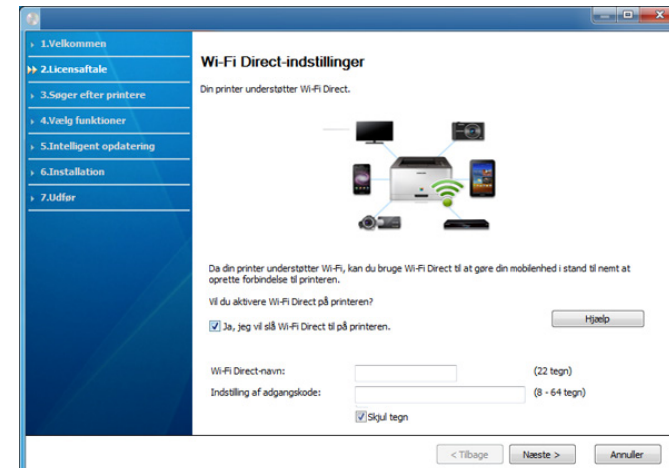 1.Velkommen
2.Licensaftale
3.Søger efter printere
4.Vælg funktioner
5.Intelligent opdatering
6.Installation
7.Udfør
Wi-Fi Direct-indstillinger
Din printer understøtter Wi-Fi Direct.
Da din printer understøtter Wi-Fi, kan du bruge Wi-Fi Direct til at gøre din mobilenhed i stand til nemt at
oprette forbindelse til printeren.
Vil du aktivere Wi-Fi Direct på printeren?
Ja, jeg vil slå Wi-Fi Direct til på printeren.
Hjælp
Wi-Fi Direct-navn: (22 tegn)
Indstilling af adgangskode: (8 - 64 tegn)
Skjul tegn
< Tilbage Næste > Annuller